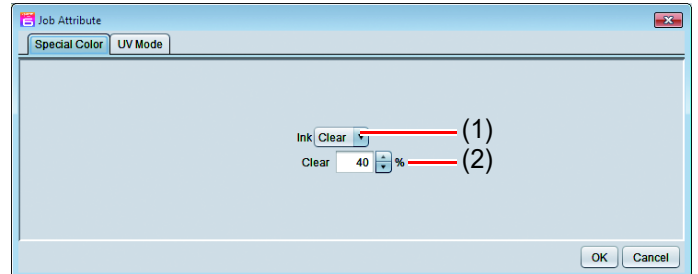 Job Attribute
Special Color UV Mode
Ink Clear (1)
Clear 40 % (2)
OK Cancel